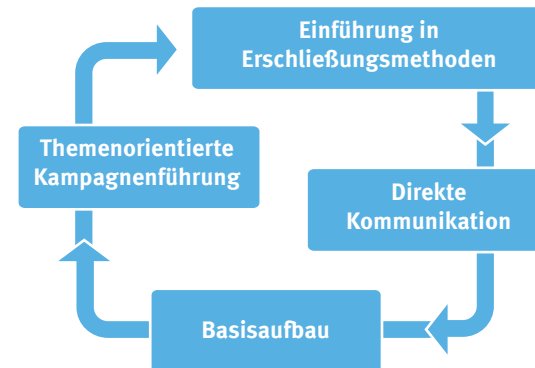 Einführung in
Erschließungsmethoden
Direkte
Kommunikation
Basisaufbau
Themenorientierte
Kampagnenführung